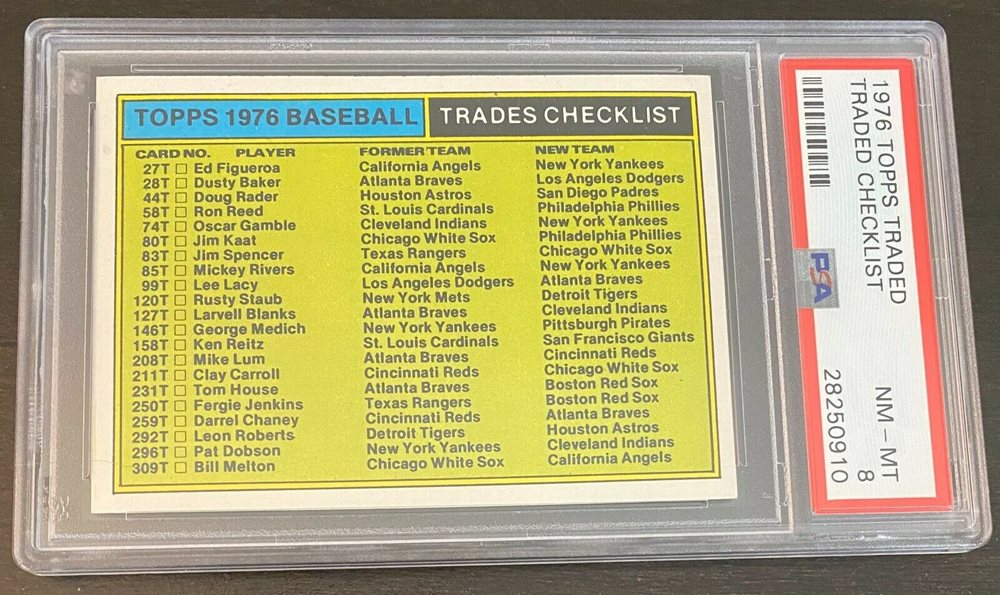 TOPPS 1976 BASEBALL TRADES CHECKLIST
CARD NO. PLAYER FORMER TEAM NEW TEAM
27T Ed Figueroa California Angels New York Yankees
28T Dusty Baker Atlanta Braves Los Angeles Dodgers
44T Doug Rader Houston Astros San Diego Padres
58T Ron Reed St. Louis Cardinals Philadelphia Phillies
74T Oscar Gamble Cleveland Indians New York Yankees
80T Jim Kaat Chicago White Sox Philadelphia Phillies
83T Jim Spencer Texas Rangers Chicago White Sox
85T Mickey Rivers California Angels New York Yankees
99T Lee Lacy Los Angeles Dodgers Atlanta Braves
120T Rusty Staub New York Mets Detroit Tigers
127T Larvell Blanks Atlanta Braves Cleveland Indians
146T George Medich New York Yankees Pittsburgh Pirates
158T Ken Reitz St. Louis Cardinals San Francisco Giants
208T Mike Lum Atlanta Braves Cincinnati Reds
211T Clay Carroll Cincinnati Reds Chicago White Sox
231T Tom House Atlanta Braves Boston Red Sox
250T Fergie Jenkins Texas Rangers Boston Red Sox
259T Darrel Chaney Cincinnati Reds Atlanta Braves
292T Leon Roberts Detroit Tigers Houston Astros
296T Pat Dobson New York Yankees Cleveland Indians
309T Bill Melton Chicago White Sox California Angels
1976 TOPPS TRADED NM - MT
TRADED CHECKLIST 8
PSA 28250910